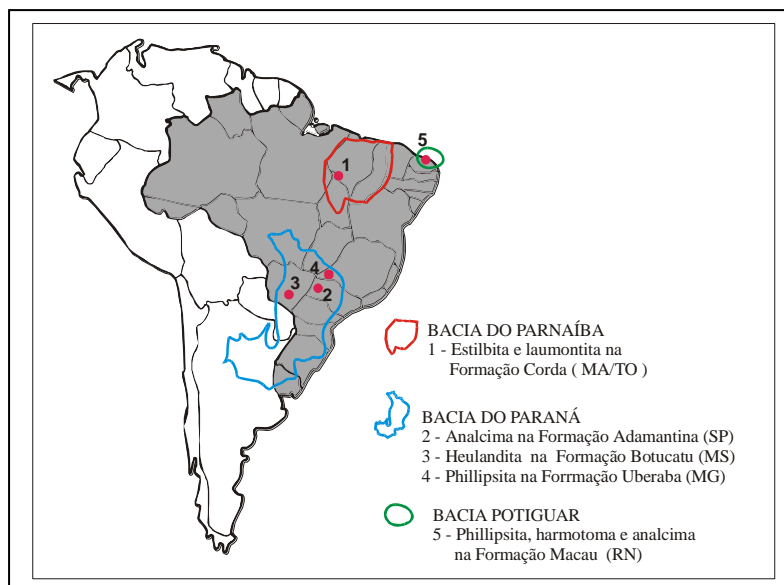 5
1
4
3
2
BACIA DO PARNAÍBA
1 - Estilbita e laumontita na
Formação Corda ( MA/TO )
BACIA DO PARANÁ
2 - Analcima na Formação Adamantina (SP)
3 - Heulandita na Formação Botucatu (MS)
4 - Phillipsita na Forrmação Uberaba (MG)
BACIA POTIGUAR
5 - Phillipsita, harmotoma e analcima
na Formação Macau (RN)